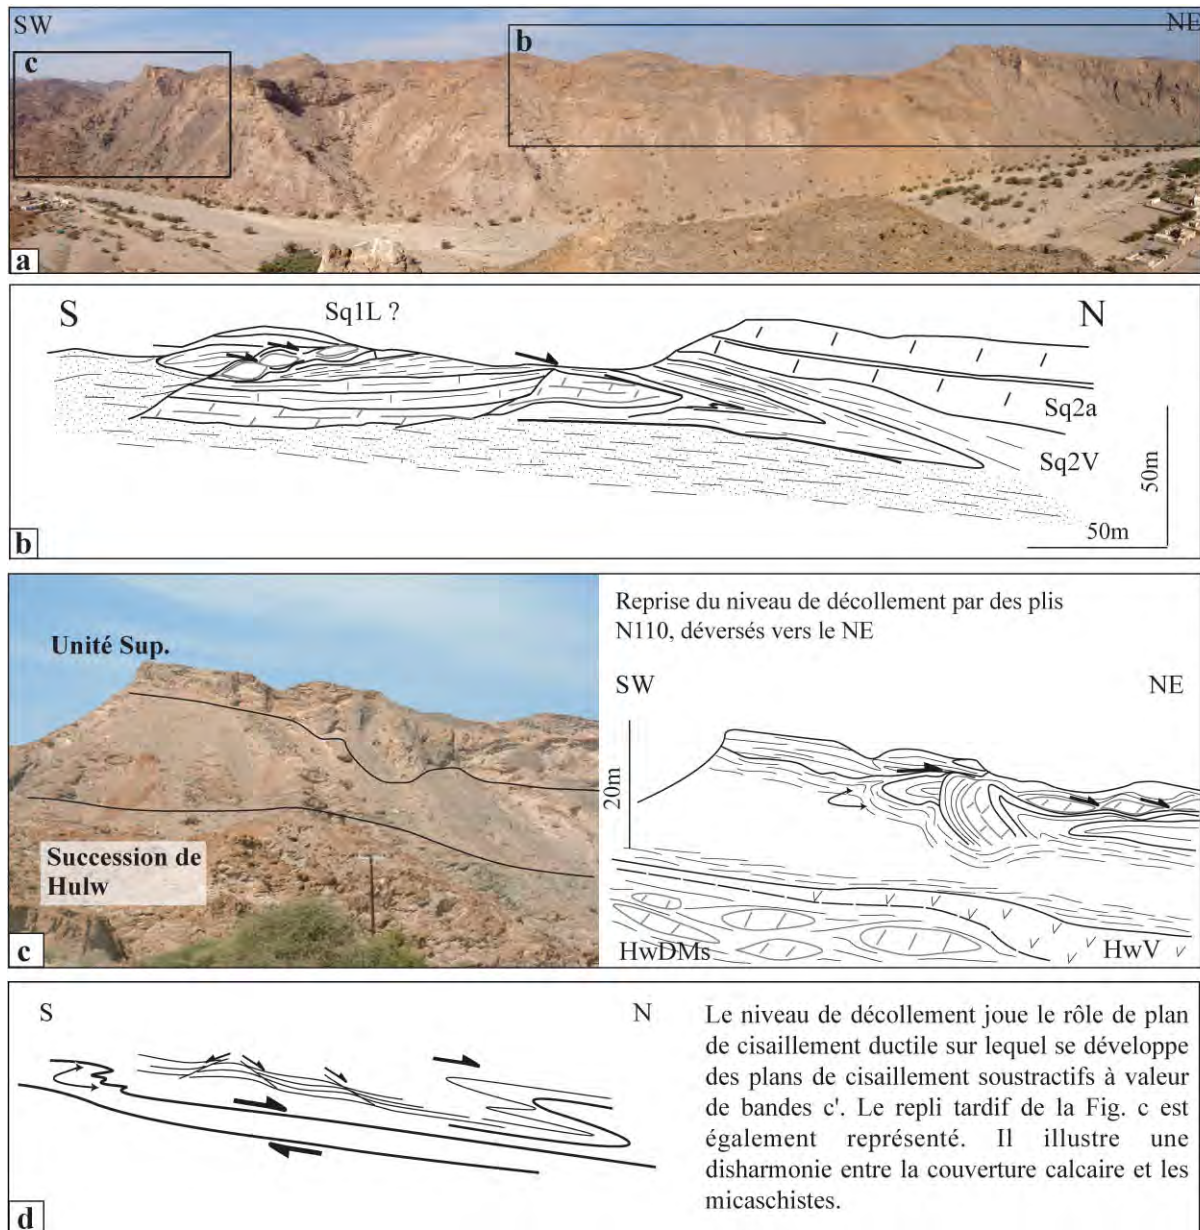 SW
NE
c
b
a
S
Sq1L ?
N
Sq2a
Sq2V
50m
50m
b
Unité Sup.
Succession de
Hulw
c
Reprise du niveau de décollement par des plis
N110, déversés vers le NE
SW
NE
20m
HwDMs
HwV
S
N
Le niveau de décollement joue le rôle de plan
de cisaillement ductile sur lequel se développe
des plans de cisaillement soustractifs à valeur
de bandes c'. Le repli tardif de la Fig. c est
également représenté. Il illustre une
disharmonie entre la couverture calcaire et les
micaschistes.
d